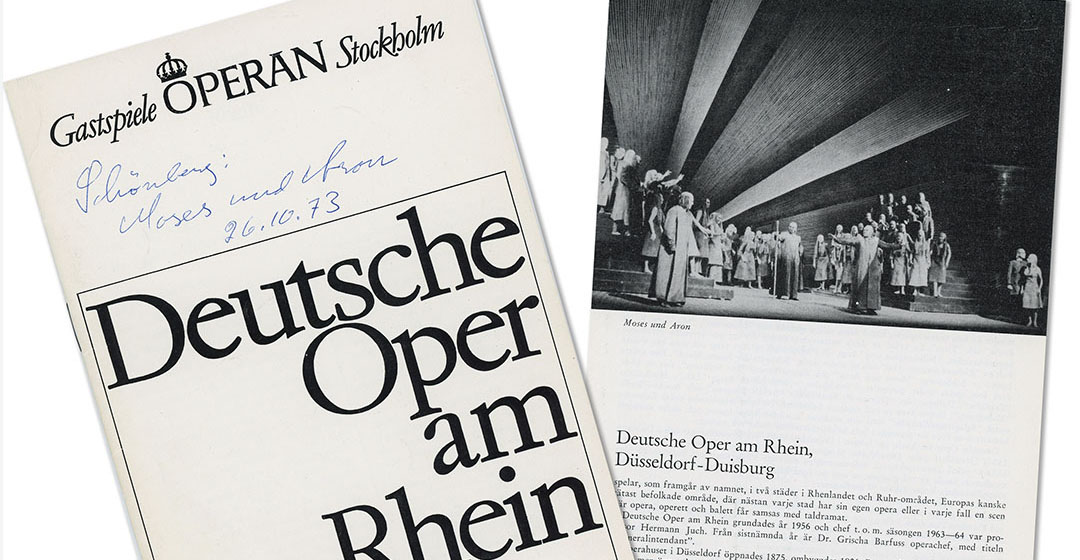 Gastspiele OPERAN Stockholm
Schönberg:
Moses und Aron
26.10.73
Deutsche
Oper
am
Rhein
Moses und Aron
Deutsche Oper am Rhein,
Düsseldorf-Duisburg
spelar, som framgår av namnet, i två städer i Rhenlandet och Ruhr-området, Europas kanske
tätast befolkade område, där nästan varje stad har sin egen opera eller i varje fall en scen
där opera, operett och balett får samsas med taldramat.
Deutsche Oper am Rhein grundades år 1956 och chef t. o. m. säsongen 1963—64 var pro-
Hermann Juch. Från sistnämnda år är Dr. Grischa Barfuss operachef, med titeln
eneralintendant”.
erahuset i Düsseldorf öppnades 1875,